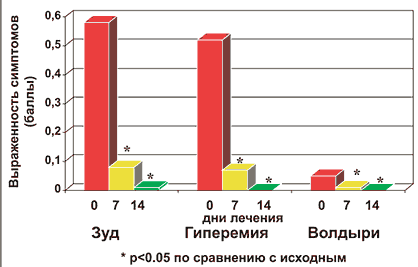 Выраженность симптомов
(баллы)
0,6
0,5
0,4
0,3
0,2
0,1
0
* * * * * *
0 7 14 0 7 14 0 7 14
дни лечения
Зуд Гиперемия Волдыри
* p<0.05 по сравнению с исходным